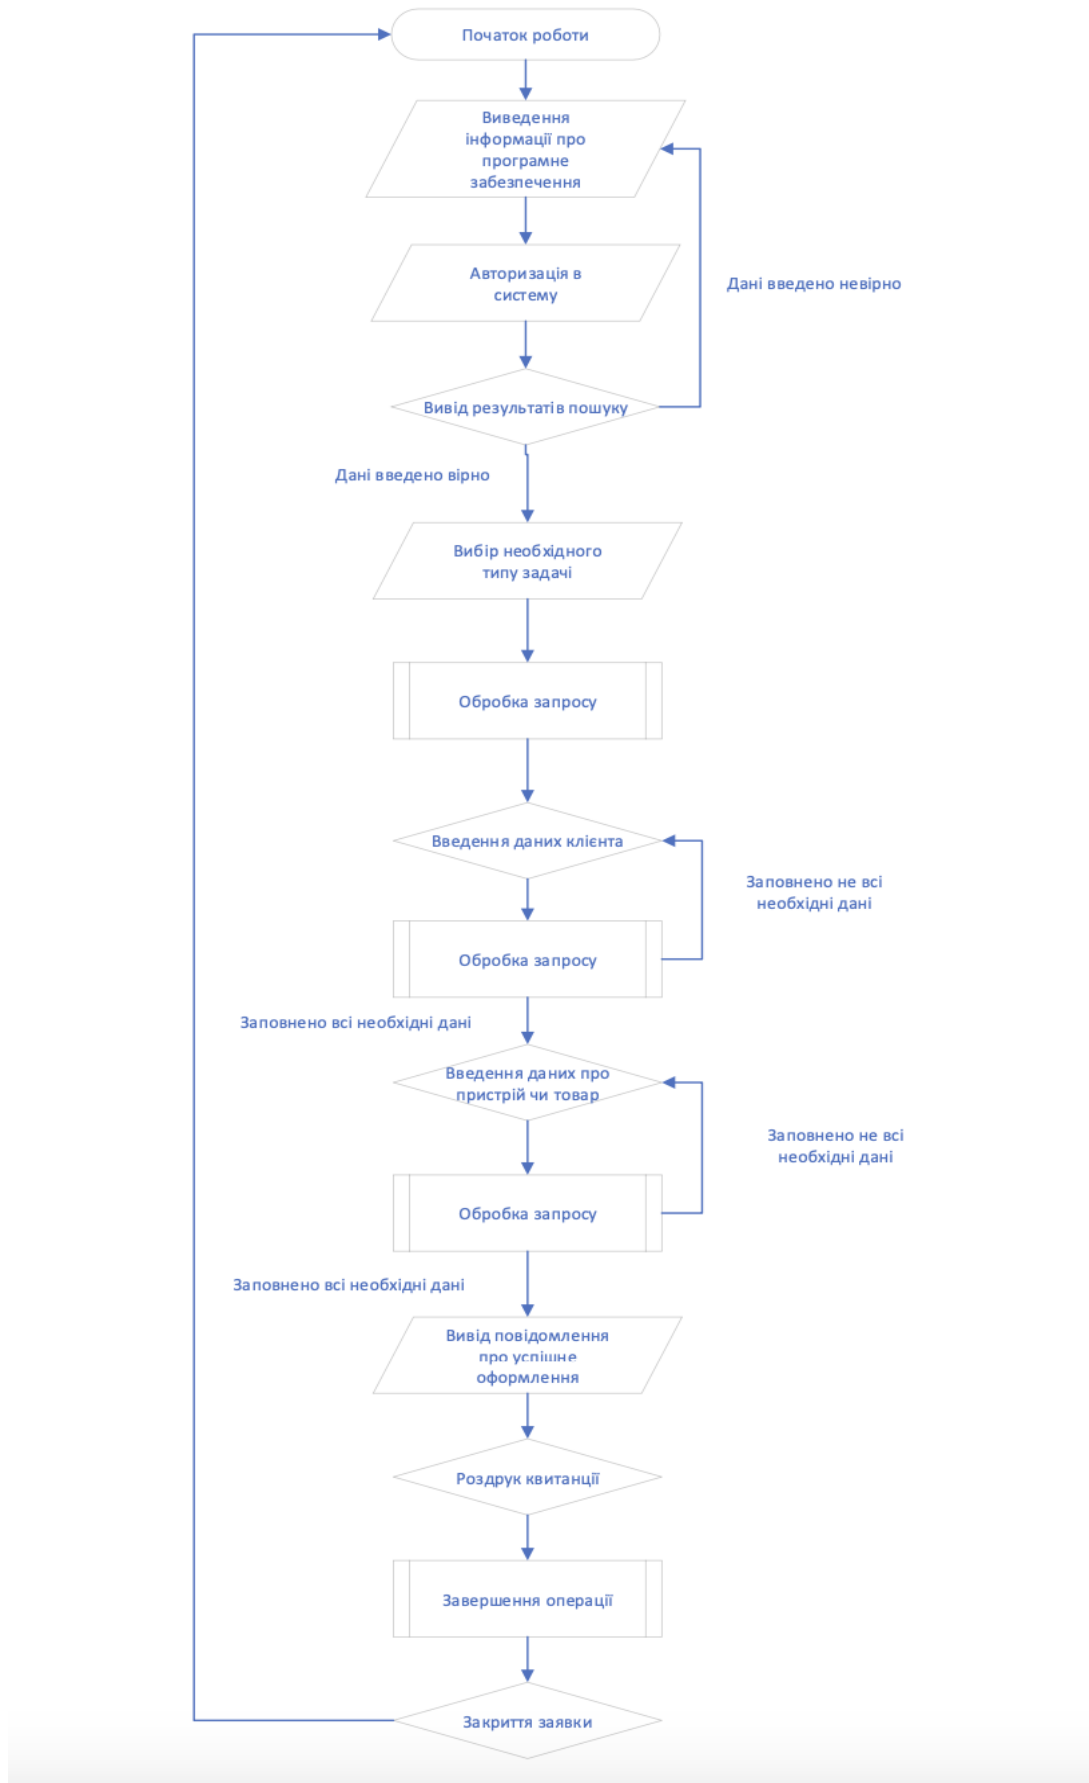 Початок роботи
Виведення
інформації про
програмне
забезпечення
Авторизація в
систему
Дані введено невірно
Вивід результатів пошуку
Дані введено вірно
Вибір необхідного
типу задачі
Обробка запросу
Введення даних клієнта
Заповнено не всі
необхідні дані
Обробка запросу
Заповнено всі необхідні дані
Введення даних про
пристрій чи товар
Заповнено не всі
необхідні дані
Обробка запросу
Заповнено всі необхідні дані
Вивід повідомлення
про успішне
оформлення
Роздрук квитанції
Завершення операції
Закриття заявки